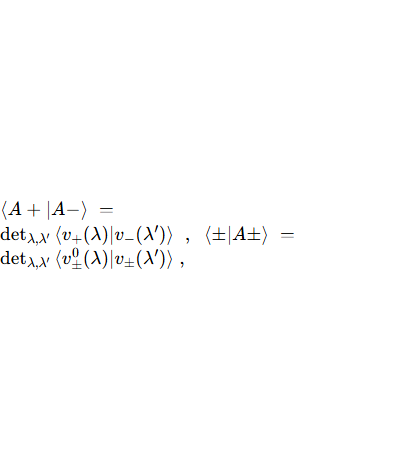 ⟨A + |A−⟩ =
det_{λ,λ′} ⟨v_+(λ)|v_−(λ′)⟩ , ⟨±|A±⟩ =
det_{λ,λ′} ⟨v^0_±(λ)|v_±(λ′)⟩ ,